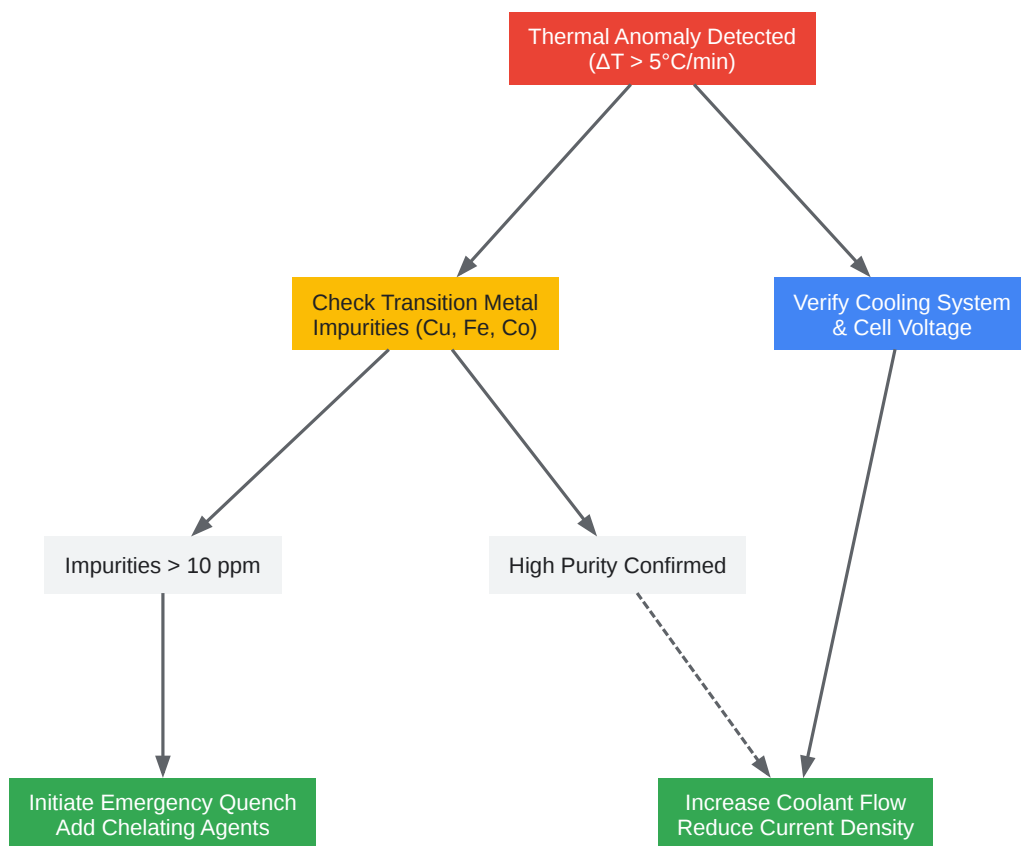 Thermal Anomaly Detected
(ΔT > 5°C/min)
Check Transition Metal
Impurities (Cu, Fe, Co)
Verify Cooling System
& Cell Voltage
Impurities > 10 ppm
High Purity Confirmed
Initiate Emergency Quench
Add Chelating Agents
Increase Coolant Flow
Reduce Current Density